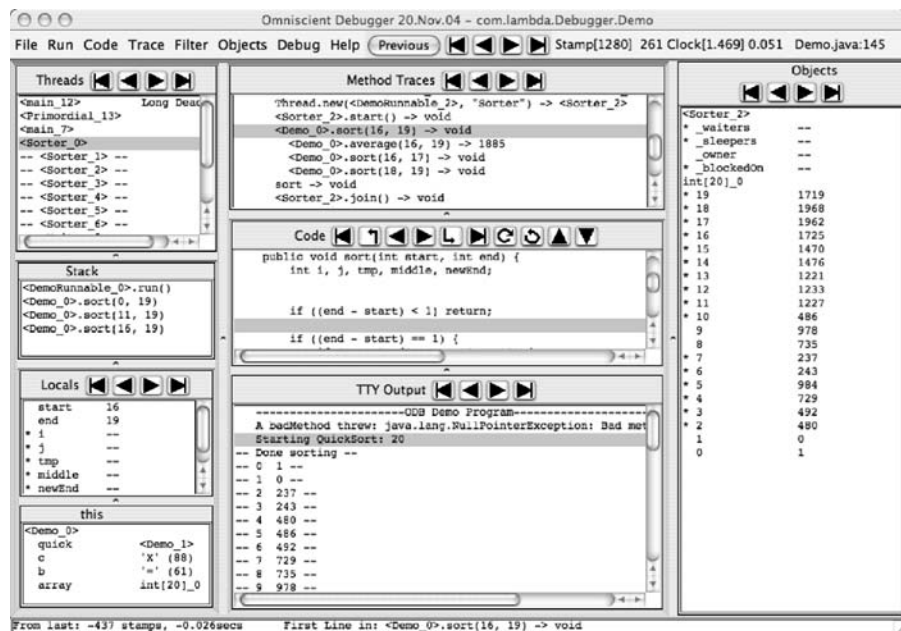 Omniscient Debugger 20.Nov.04 – com.lambda.Debugger.Demo
File Run Code Trace Filter Objects Debug Help Previous Stamp[1280] 261 Clock[1.469] 0.051 Demo.java:145
Threads
<main_12> Long Dead
<Primordial_13>
<main_7>
<Sorter_0>
-- <Sorter_1> --
-- <Sorter_2> --
-- <Sorter_3> --
-- <Sorter_4> --
-- <Sorter_5> --
-- <Sorter_6> --
Stack
<DemoRunnable_0>.run()
<Demo_0>.sort(0, 19)
<Demo_0>.sort(11, 19)
<Demo_0>.sort(16, 19)
Locals
start 16
end 19
* i --
* j --
* tmp --
* middle --
* newEnd --
this
<Demo_0>
quick <Demo_1>
c 'X' (88)
b '=' (61)
array int[20]_0
Method Traces
Thread.new(<DemoRunnable_2>, "Sorter") -> <Sorter_2>
<Sorter_2>.start() -> void
<Demo_0>.sort(16, 19) -> void
<Demo_0>.average(16, 19) -> 1885
<Demo_0>.sort(16, 17) -> void
<Demo_0>.sort(18, 19) -> void
sort -> void
<Sorter_2>.join() -> void
Code
public void sort(int start, int end) {
int i, j, tmp, middle, newEnd;
if ((end - start) < 1) return;
if ((end - start) == 1) {
TTY Output
----------------------ODB Demo Program----------------------
A badMethod threw: java.lang.NullPointerException: Bad met
Starting QuickSort: 20
-- Done sorting --
-- 0 1 --
-- 1 0 --
-- 2 237 --
-- 3 243 --
-- 4 480 --
-- 5 486 --
-- 6 492 --
-- 7 729 --
-- 8 735 --
-- 9 978 --
Objects
<Sorter_2>
* _waiters --
* _sleepers --
_owner --
* _blockedOn --
int[20]_0
* 19 1719
* 18 1968
* 17 1962
* 16 1725
* 15 1470
* 14 1476
* 13 1221
* 12 1233
* 11 1227
* 10 486
9 978
8 735
* 7 237
* 6 243
* 5 984
* 4 729
* 3 492
* 2 480
1 0
0 1
From last: -437 stamps, -0.026secs First Line in: <Demo_0>.sort(16, 19) -> void